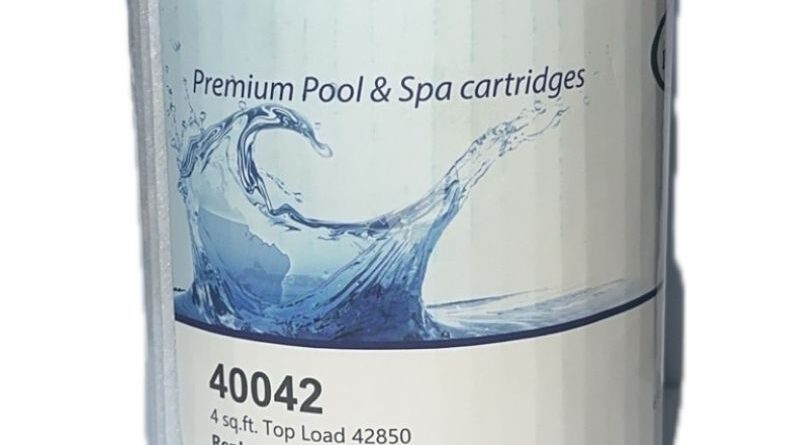 Premium Pool & Spa cartridges
40042
4 sq.ft. Top Load 42850